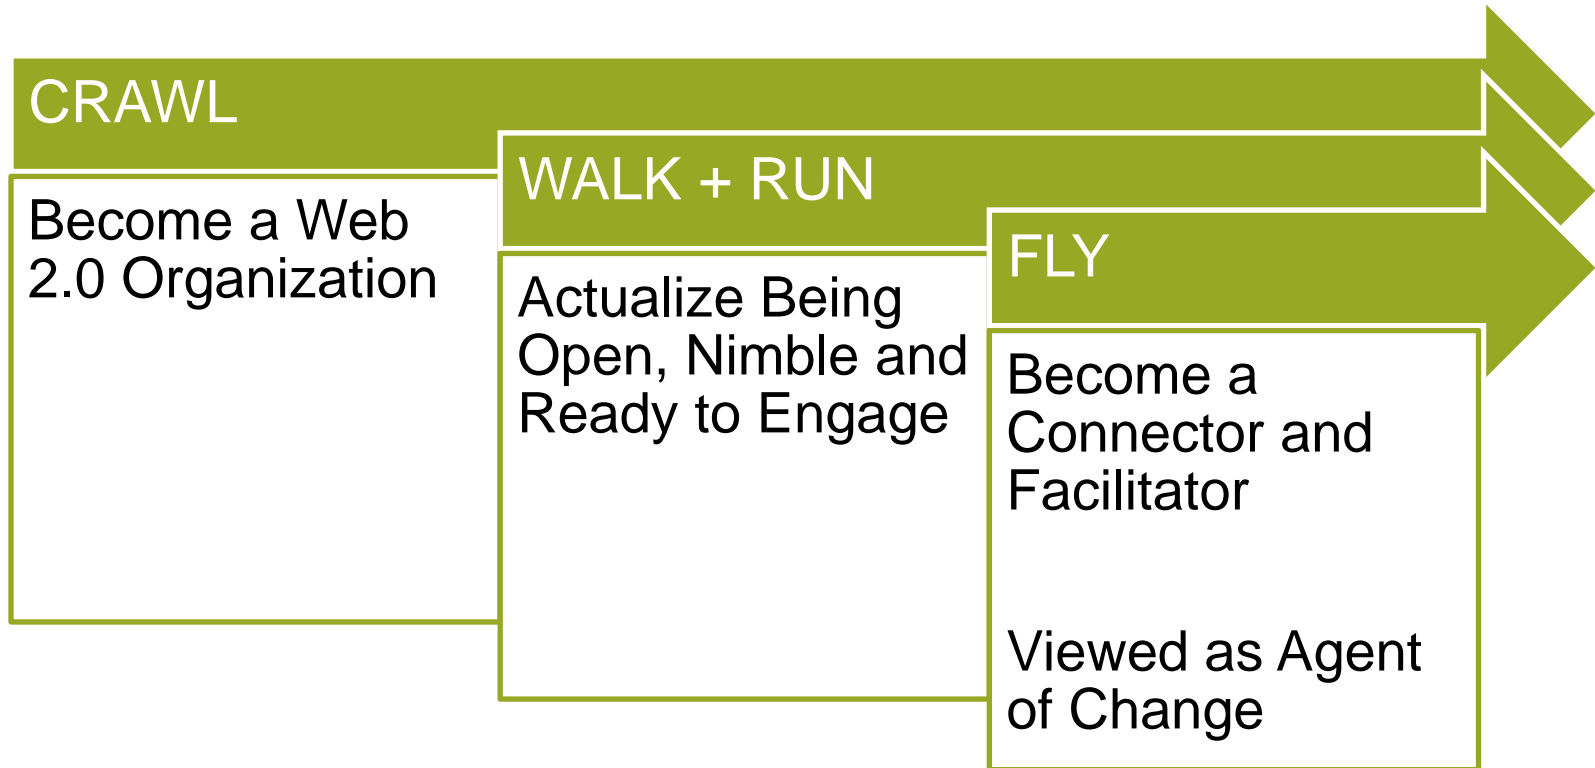 CRAWL
Become a Web
2.0 Organization
WALK + RUN
Actualize Being
Open, Nimble and
Ready to Engage
FLY
Become a
Connector and
Facilitator
Viewed as Agent
of Change